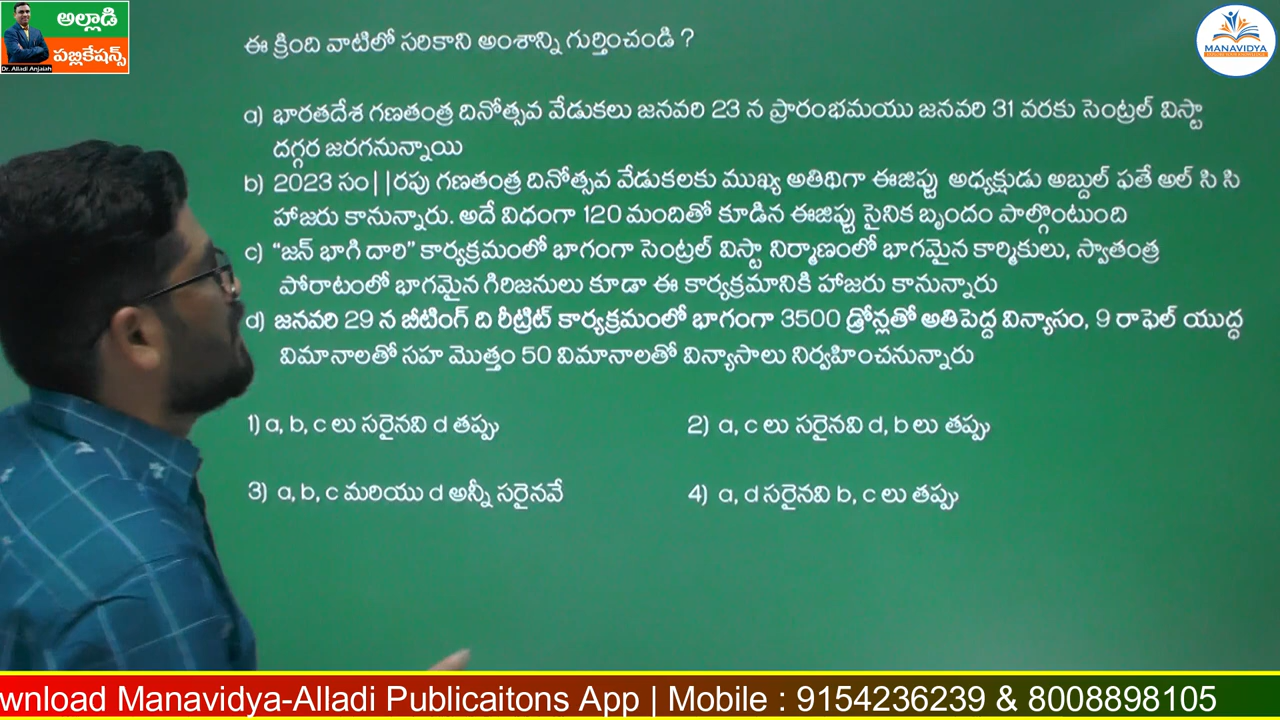 అల్లాడి
పబ్లికేషన్స్
Dr. Alladi Anjaiah
MANAVIDYA
ఈ క్రింది వాటిలో సరికాని అంశాన్ని గుర్తించండి ?
a) భారతదేశ గణతంత్ర దినోత్సవ వేడుకలు జనవరి 23 న ప్రారంభమయు జనవరి 31 వరకు సెంట్రల్ విస్టా
దగ్గర జరగనున్నాయి
b) 2023 సం||రపు గణతంత్ర దినోత్సవ వేడుకలకు ముఖ్య అతిథిగా ఈజిప్టు అధ్యక్షుడు అబ్దుల్ ఫతే అల్ సి సి
హాజరు కానున్నారు. అదే విధంగా 120 మందితో కూడిన ఈజిప్టు సైనిక బృందం పాల్గొంటుంది
c) "జన్ భాగి దారి" కార్యక్రమంలో భాగంగా సెంట్రల్ విస్టా నిర్మాణంలో భాగమైన కార్మికులు, స్వాతంత్ర
పోరాటంలో భాగమైన గిరిజనులు కూడా ఈ కార్యక్రమానికి హాజరు కానున్నారు
d) జనవరి 29 న బీటింగ్ ది రీట్రిట్ కార్యక్రమంలో భాగంగా 3500 డ్రోన్లతో అతిపెద్ద విన్యాసం, 9 రాఫెల్ యుద్ధ
విమానాలతో సహ మొత్తం 50 విమానాలతో విన్యాసాలు నిర్వహించనున్నారు
1) a, b, c లు సరైనవి d తప్పు
2) a, c లు సరైనవి d, b లు తప్పు
3) a, b, c మరియు d అన్నీ సరైనవే
4) a, d సరైనవి b, c లు తప్పు
wnload Manavidya-Alladi Publicaitons App | Mobile : 9154236239 & 8008898105